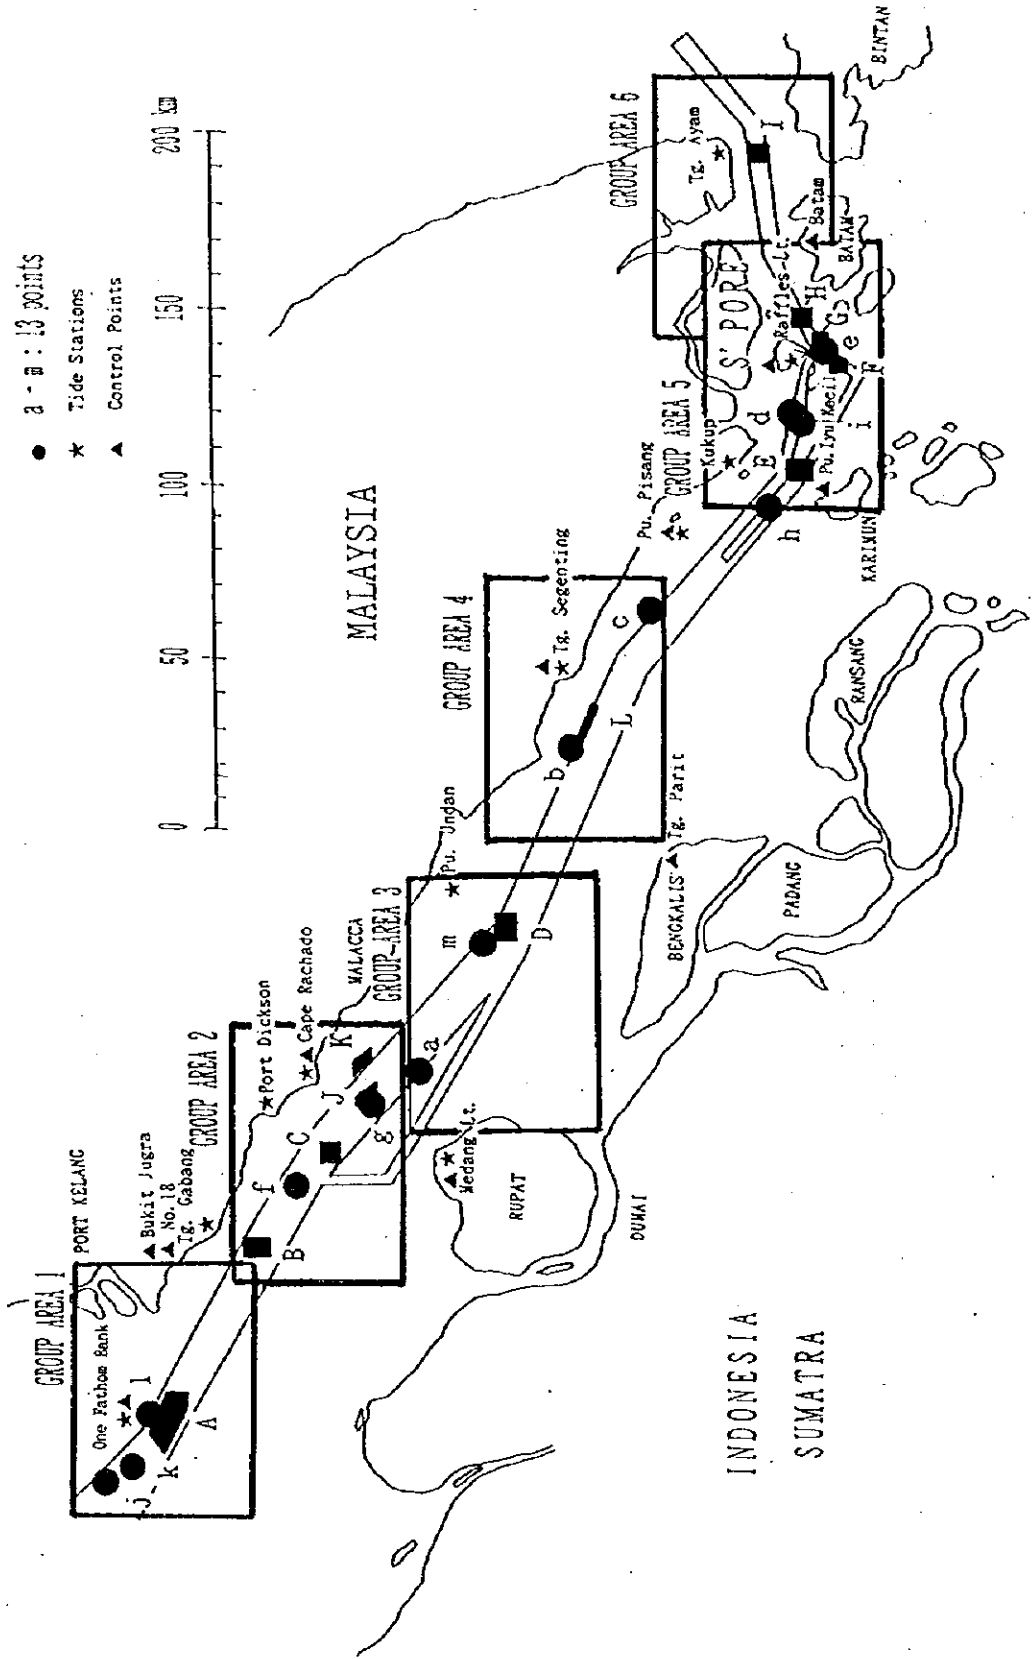 a - m : 13 points
Tide Stations
Control Points
0 50 100 150 200 km
MALAYSIA
INDONESIA
SUMATRA
GROUP AREA 1
PORT KELANG
One Fathom Bank
Bukit Jugra
No. 18
Tg. Gabang
j
k
l
A
GROUP AREA 2
Port Dickson
Cape Rachado
B
f
C
g
J
K
MALACCA
GROUP AREA 3
Pu. Undan
a
m
D
Medang Lt.
RUPAT
DUMAI
BENGKALIS
Tg. Parit
PADANG
RANSANG
GROUP AREA 4
Tg. Segenting
b
c
L
Pu. Pisang
GROUP AREA 5
Kukup
S'PORE
Raffles-Lt.
h
E
d
i
F
e
G
H
Pu. Iyu Kecil
KARIMUN
GROUP AREA 6
Tg. Ayam
I
Batam
BATAM
BINTAN